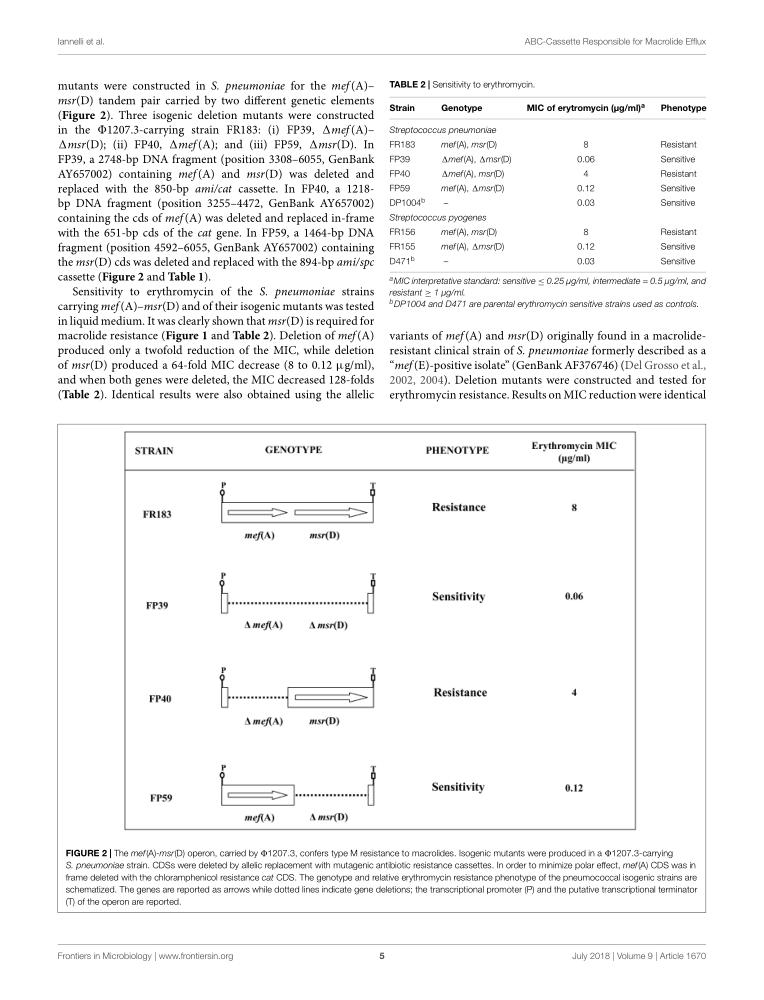 Iannelli et al.
ABC-Cassette Responsible for Macrolide Efflux
mutants were constructed in S. pneumoniae for the mef(A)–
msr(D) tandem pair carried by two different genetic elements
(Figure 2). Three isogenic deletion mutants were constructed
in the Φ1207.3-carrying strain FR183: (i) FP39, Δmef(A)–
Δmsr(D); (ii) FP40, Δmef(A); and (iii) FP59, Δmsr(D). In
FP39, a 2748-bp DNA fragment (position 3308–6055, GenBank
AY657002) containing mef(A) and msr(D) was deleted and
replaced with the 850-bp ami/cat cassette. In FP40, a 1218-
bp DNA fragment (position 3255–4472, GenBank AY657002)
containing the cds of mef(A) was deleted and replaced in-frame
with the 651-bp cds of the cat gene. In FP59, a 1464-bp DNA
fragment (position 4592–6055, GenBank AY657002) containing
the msr(D) cds was deleted and replaced with the 894-bp ami/spc
cassette (Figure 2 and Table 1).
Sensitivity to erythromycin of the S. pneumoniae strains
carrying mef(A)–msr(D) and of their isogenic mutants was tested
in liquid medium. It was clearly shown that msr(D) is required for
macrolide resistance (Figure 1 and Table 2). Deletion of mef(A)
produced only a twofold reduction of the MIC, while deletion
of msr(D) produced a 64-fold MIC decrease (8 to 0.12 μg/ml),
and when both genes were deleted, the MIC decreased 128-folds
(Table 2). Identical results were also obtained using the allelic
TABLE 2 | Sensitivity to erythromycin.
Strain Genotype MIC of erytromycin (μg/ml)a Phenotype
Streptococcus pneumoniae
FR183 mef(A), msr(D) 8 Resistant
FP39 Δmef(A), Δmsr(D) 0.06 Sensitive
FP40 Δmef(A), msr(D) 4 Resistant
FP59 mef(A), Δmsr(D) 0.12 Sensitive
DP1004b – 0.03 Sensitive
Streptococcus pyogenes
FR156 mef(A), msr(D) 8 Resistant
FR155 mef(A), Δmsr(D) 0.12 Sensitive
D471b – 0.03 Sensitive
aMIC interpretative standard: sensitive ≤ 0.25 μg/ml, intermediate = 0.5 μg/ml, and
resistant ≥ 1 μg/ml.
bDP1004 and D471 are parental erythromycin sensitive strains used as controls.
variants of mef(A) and msr(D) originally found in a macrolide-
resistant clinical strain of S. pneumoniae formerly described as a
“mef(E)-positive isolate” (GenBank AF376746) (Del Grosso et al.,
2002, 2004). Deletion mutants were constructed and tested for
erythromycin resistance. Results on MIC reduction were identical
STRAIN GENOTYPE PHENOTYPE Erythromycin MIC
(μg/ml)
P T
FR183 Resistance 8
mef(A) msr(D)
P T
FP39 Sensitivity 0.06
Δ mef(A) Δ msr(D)
P T
FP40 Resistance 4
Δ mef(A) msr(D)
P T
FP59 Sensitivity 0.12
mef(A) Δ msr(D)
FIGURE 2 | The mef(A)-msr(D) operon, carried by Φ1207.3, confers type M resistance to macrolides. Isogenic mutants were produced in a Φ1207.3-carrying
S. pneumoniae strain. CDSs were deleted by allelic replacement with mutagenic antibiotic resistance cassettes. In order to minimize polar effect, mef(A) CDS was in
frame deleted with the chloramphenicol resistance cat CDS. The genotype and relative erythromycin resistance phenotype of the pneumococcal isogenic strains are
schematized. The genes are reported as arrows while dotted lines indicate gene deletions; the transcriptional promoter (P) and the putative transcriptional terminator
(T) of the operon are reported.
Frontiers in Microbiology | www.frontiersin.org
5
July 2018 | Volume 9 | Article 1670